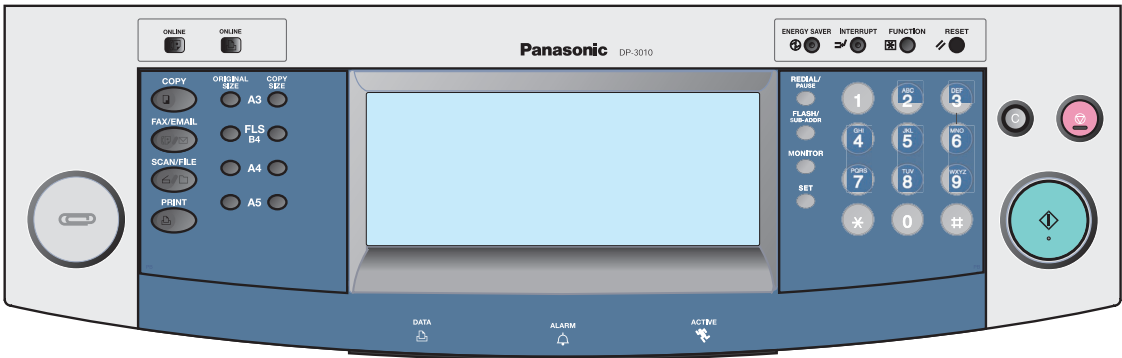 ONLINE
ONLINE
Panasonic DP-3010
ENERGY SAVER
INTERRUPT
FUNCTION
RESET
COPY
FAX/EMAIL
SCAN/FILE
PRINT
ORIGINAL
SIZE
COPY
SIZE
A3
FLS
B4
A4
A5
REDIAL/
PAUSE
FLASH/
SUB-ADDR
MONITOR
SET
1
ABC
2
DEF
3
GHI
4
JKL
5
MNO
6
PQRS
7
TUV
8
WXYZ
9
*
0
#
C
DATA
ALARM
ACTIVE